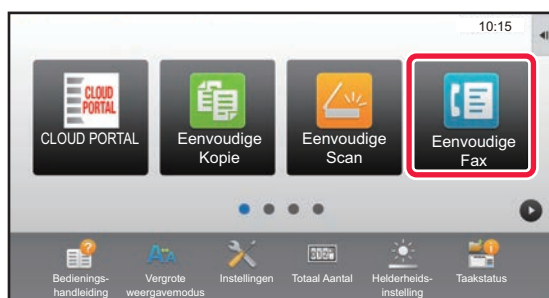 10:15
CLOUD
PORTAL
CLOUD PORTAL
Eenvoudige
Kopie
Eenvoudige
Scan
Eenvoudige
Fax
Bedienings-
handleiding
Vergrote
weergavemodus
Instellingen
Totaal Aantal
Helderheids-
instelling
Taakstatus